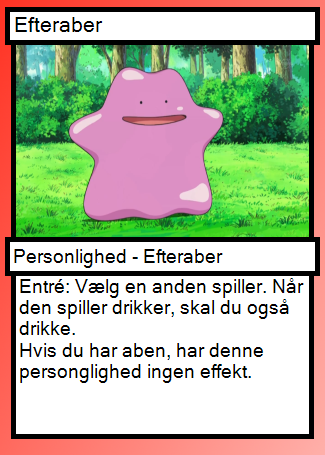 Efteraber
Personlighed - Efteraber
Entré: Vælg en anden spiller. Når
den spiller drikker, skal du også
drikke.
Hvis du har aben, har denne
personglighed ingen effekt.